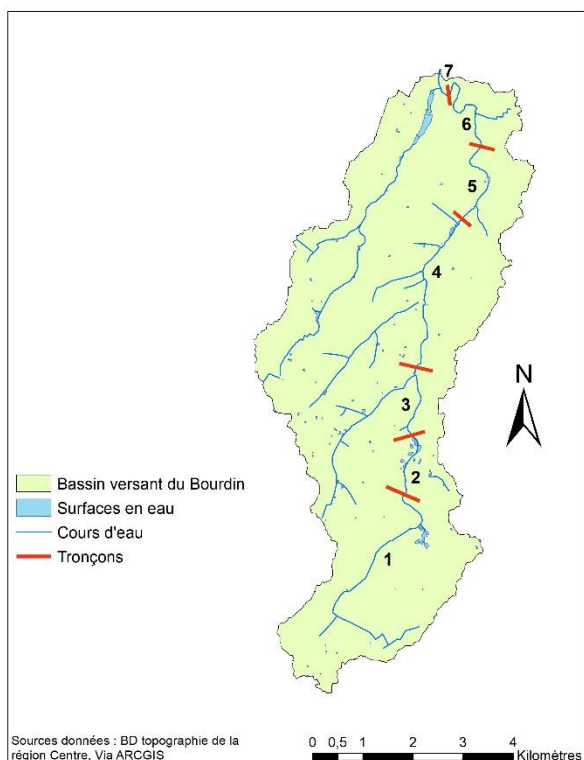 7
6
5
4
N
3
2
1
Bassin versant du Bourdin
Surfaces en eau
Cours d'eau
Tronçons
Sources données : BD topographie de la
région Centre, Via ARCGIS
0 0,5 1 2 3 4
Kilomètres